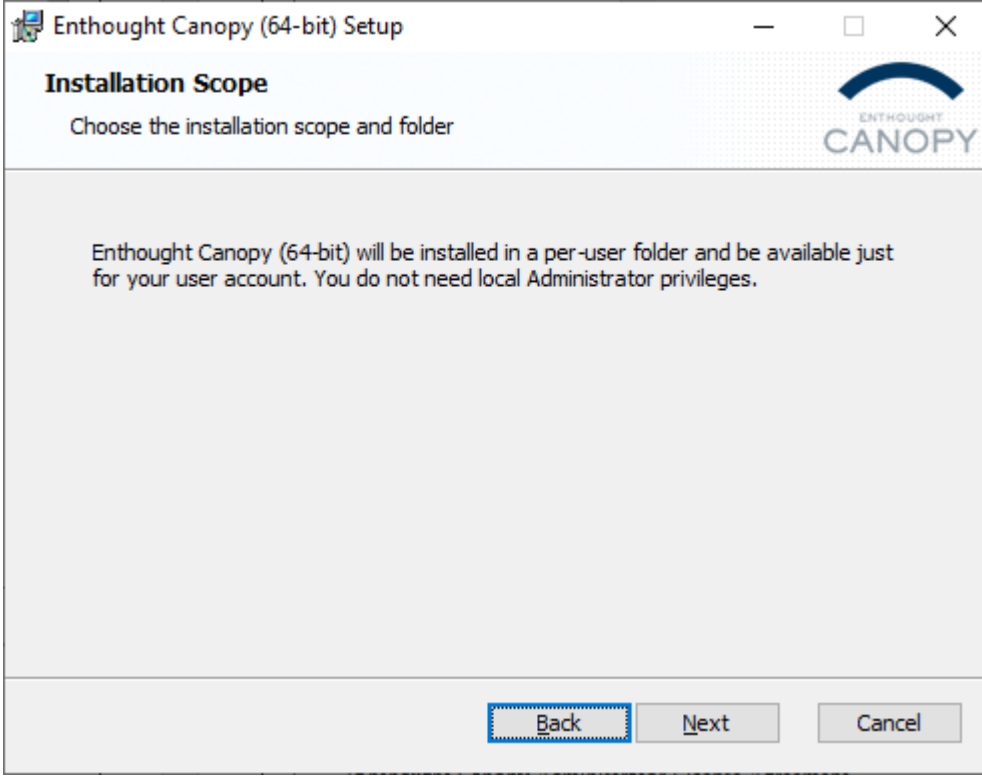 Enthought Canopy (64-bit) Setup
Installation Scope
Choose the installation scope and folder
ENTHOUGHT
CANOPY
Enthought Canopy (64-bit) will be installed in a per-user folder and be available just
for your user account. You do not need local Administrator privileges.
Back Next Cancel